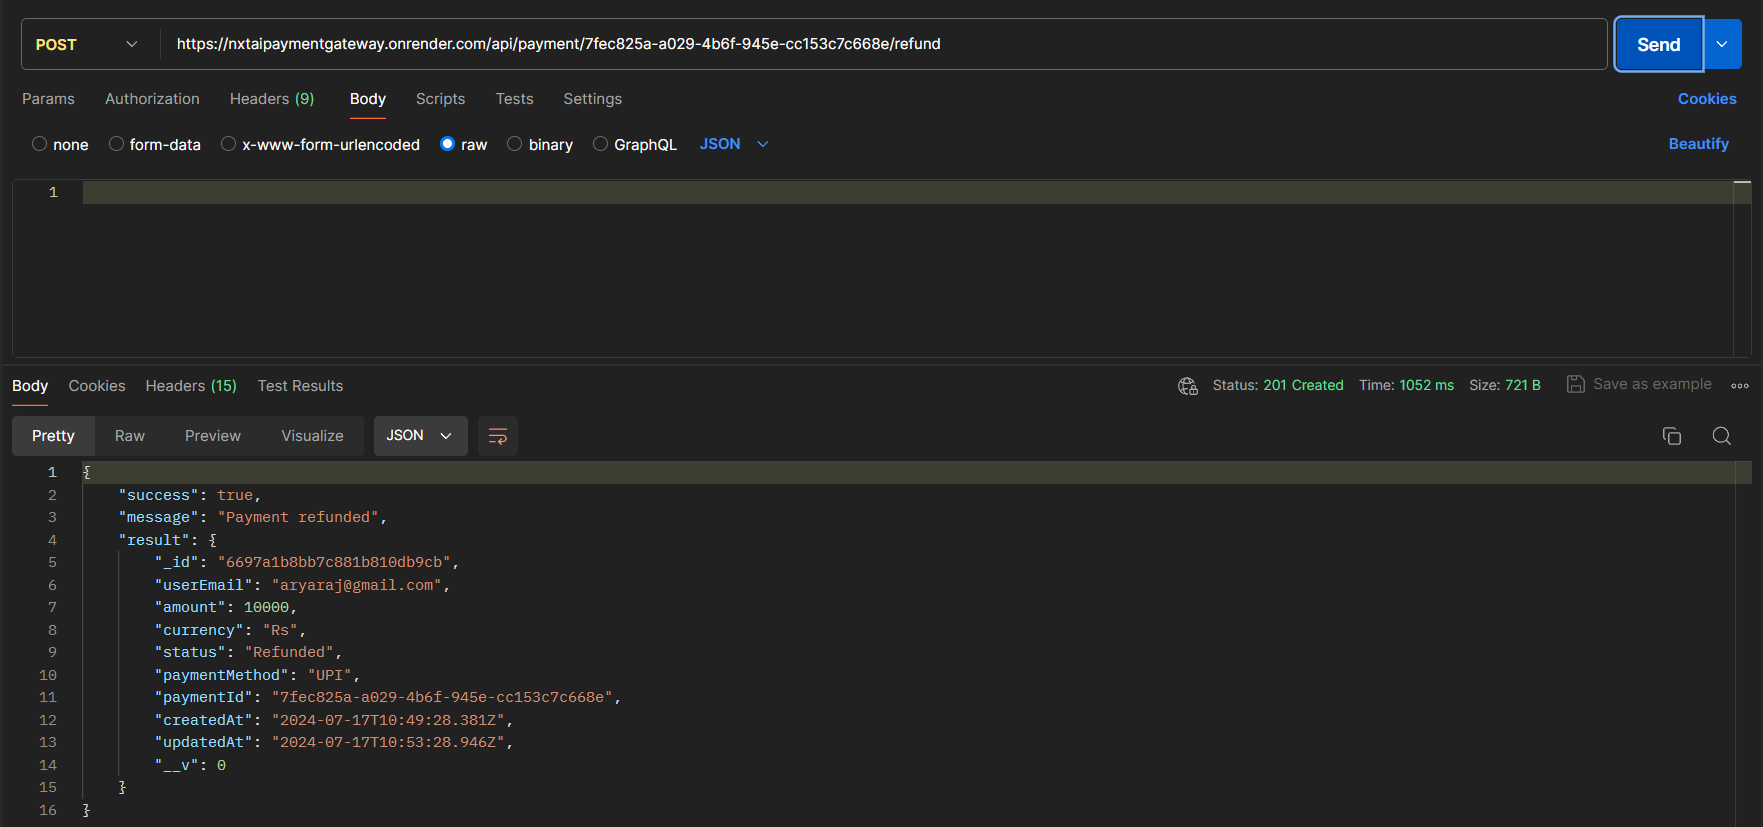 POST https://nxtaipaymentgateway.onrender.com/api/payment/7fec825a-a029-4b6f-945e-cc153c7c668e/refund Send
Params Authorization Headers (9) Body Scripts Tests Settings Cookies
none form-data x-www-form-urlencoded raw binary GraphQL JSON Beautify
1
Body Cookies Headers (15) Test Results Status: 201 Created Time: 1052 ms Size: 721 B Save as example
Pretty Raw Preview Visualize JSON
1 {
2 "success": true,
3 "message": "Payment refunded",
4 "result": {
5 "_id": "6697a1b8bb7c881b810db9cb",
6 "userEmail": "aryaraj@gmail.com",
7 "amount": 10000,
8 "currency": "Rs",
9 "status": "Refunded",
10 "paymentMethod": "UPI",
11 "paymentId": "7fec825a-a029-4b6f-945e-cc153c7c668e",
12 "createdAt": "2024-07-17T10:49:28.381Z",
13 "updatedAt": "2024-07-17T10:53:28.946Z",
14 "__v": 0
15 }
16 }